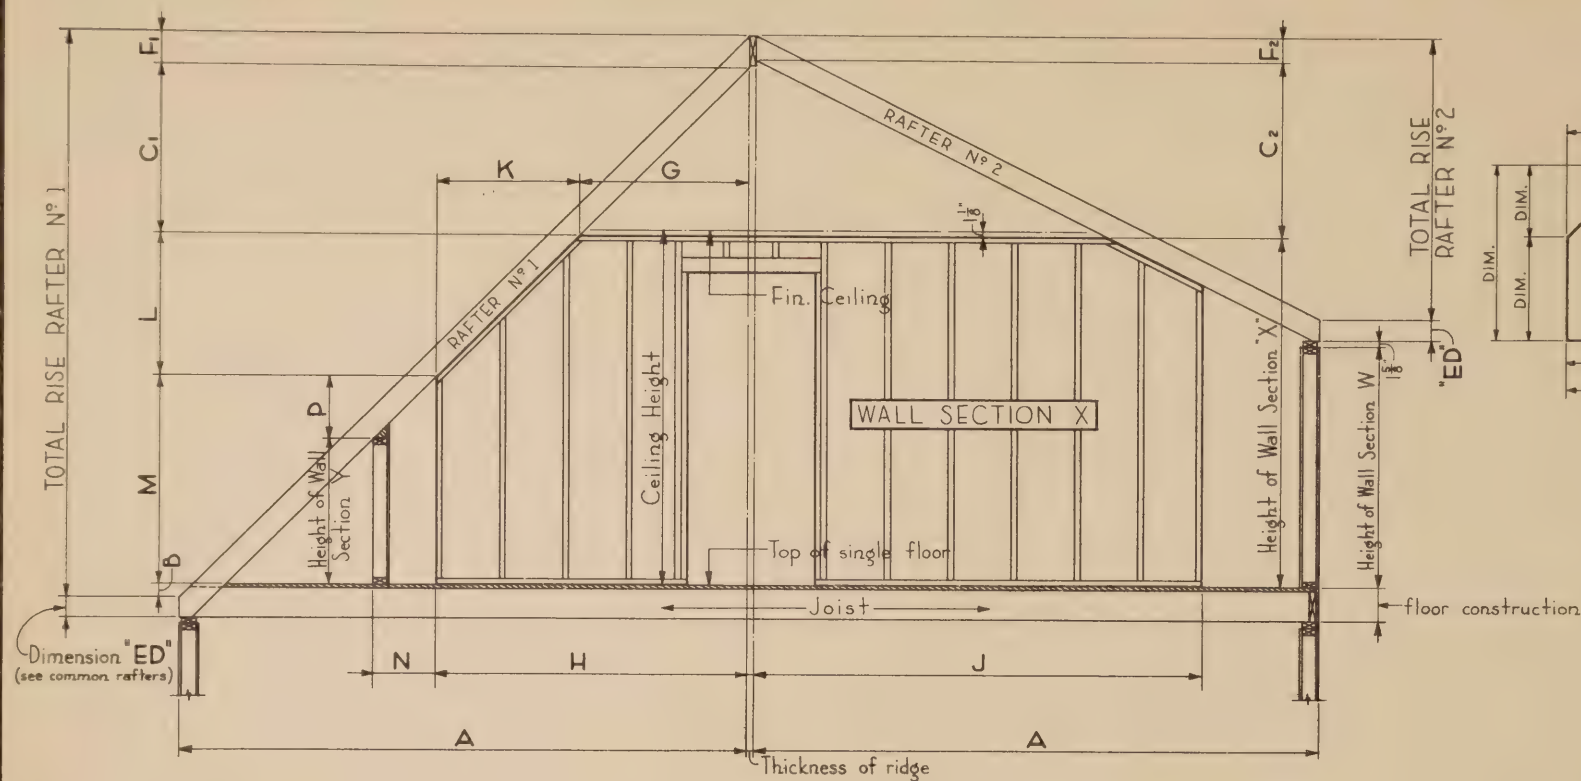 F1
F2
TOTAL RISE RAFTER Nº 1
C1
C2
TOTAL RISE
RAFTER Nº 2
RAFTER Nº 2
K
G
1 1/8"
DIM.
DIM.
DIM.
RAFTER Nº 1
Fin. Ceiling
L
Ceiling Height
"ED"
1 5/8"
WALL SECTION X
P
M
Height of Wall
Section Y
Height of Wall Section "X"
Height of Wall Section W
B
Top of single floor
Joist
floor construction
Dimension "ED"
(see common rafters)
N
H
J
A
A
Thickness of ridge